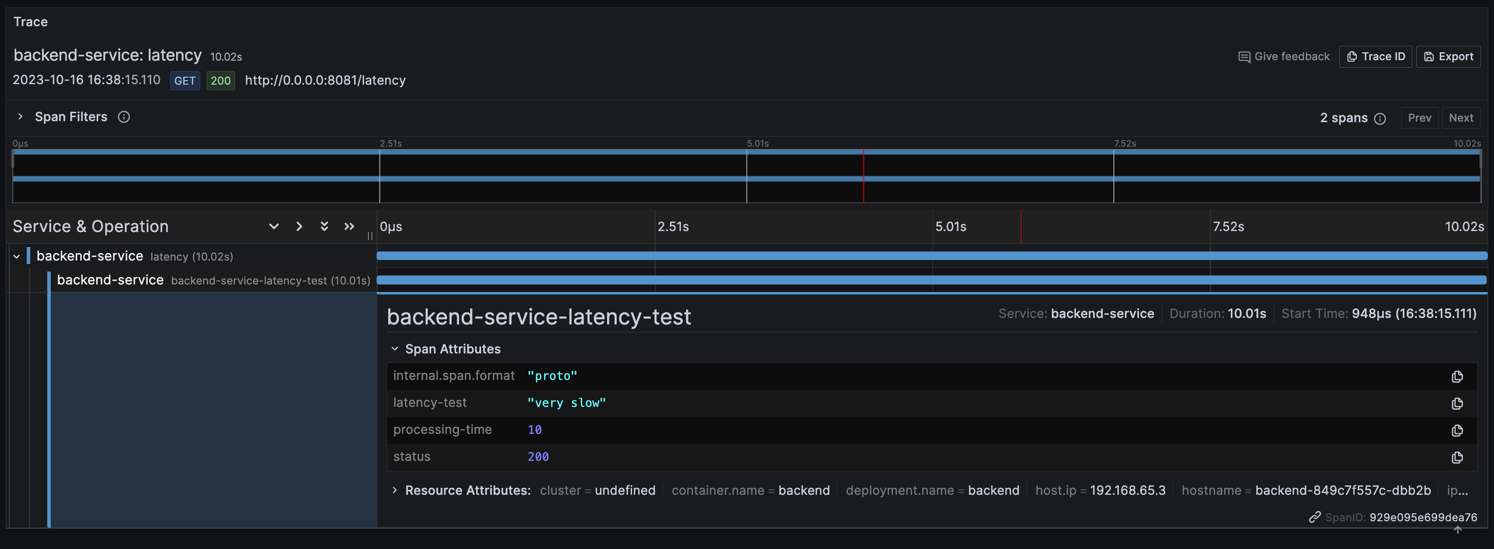 Trace
backend-service: latency 10.02s
Give feedback Trace ID Export
2023-10-16 16:38:15.110 GET 200 http://0.0.0.0:8081/latency
Span Filters
2 spans Prev Next
0μs 2.51s 5.01s 7.52s 10.02s
Service & Operation 0μs 2.51s 5.01s 7.52s 10.02s
backend-service latency (10.02s)
backend-service backend-service-latency-test (10.01s)
backend-service-latency-test Service: backend-service Duration: 10.01s Start Time: 948μs (16:38:15.111)
Span Attributes
internal.span.format "proto"
latency-test "very slow"
processing-time 10
status 200
Resource Attributes: cluster = undefined container.name = backend deployment.name = backend host.ip = 192.168.65.3 hostname = backend-849c7f557c-dbb2b ip...
SpanID: 929e095e699dea76